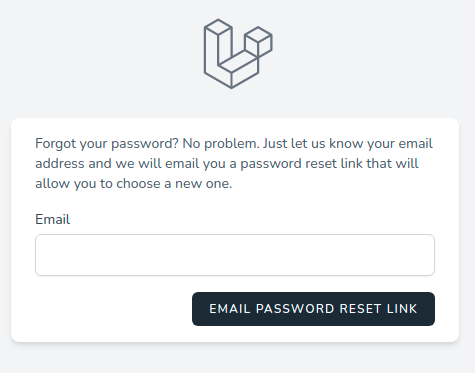 Forgot your password? No problem. Just let us know your email
address and we will email you a password reset link that will
allow you to choose a new one.
Email
EMAIL PASSWORD RESET LINK